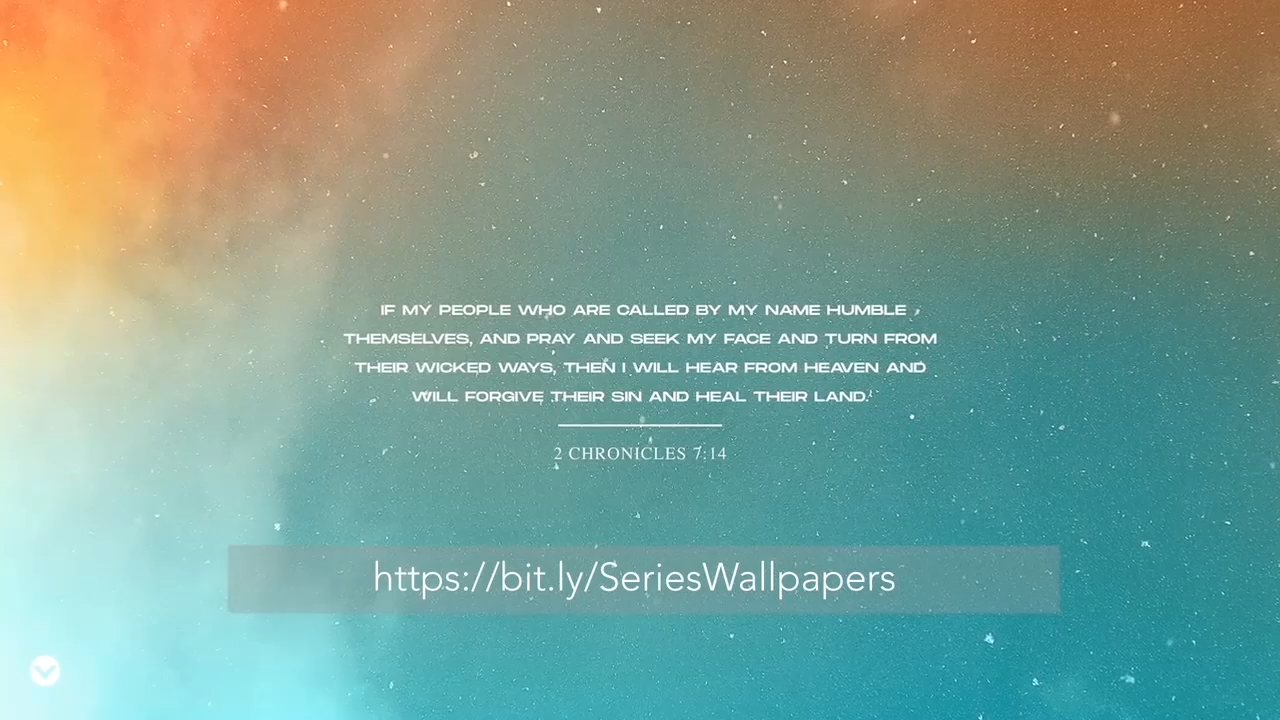 IF MY PEOPLE WHO ARE CALLED BY MY NAME HUMBLE
THEMSELVES, AND PRAY AND SEEK MY FACE AND TURN FROM
THEIR WICKED WAYS, THEN I WILL HEAR FROM HEAVEN AND
WILL FORGIVE THEIR SIN AND HEAL THEIR LAND.
2 CHRONICLES 7:14
https://bit.ly/SeriesWallpapers